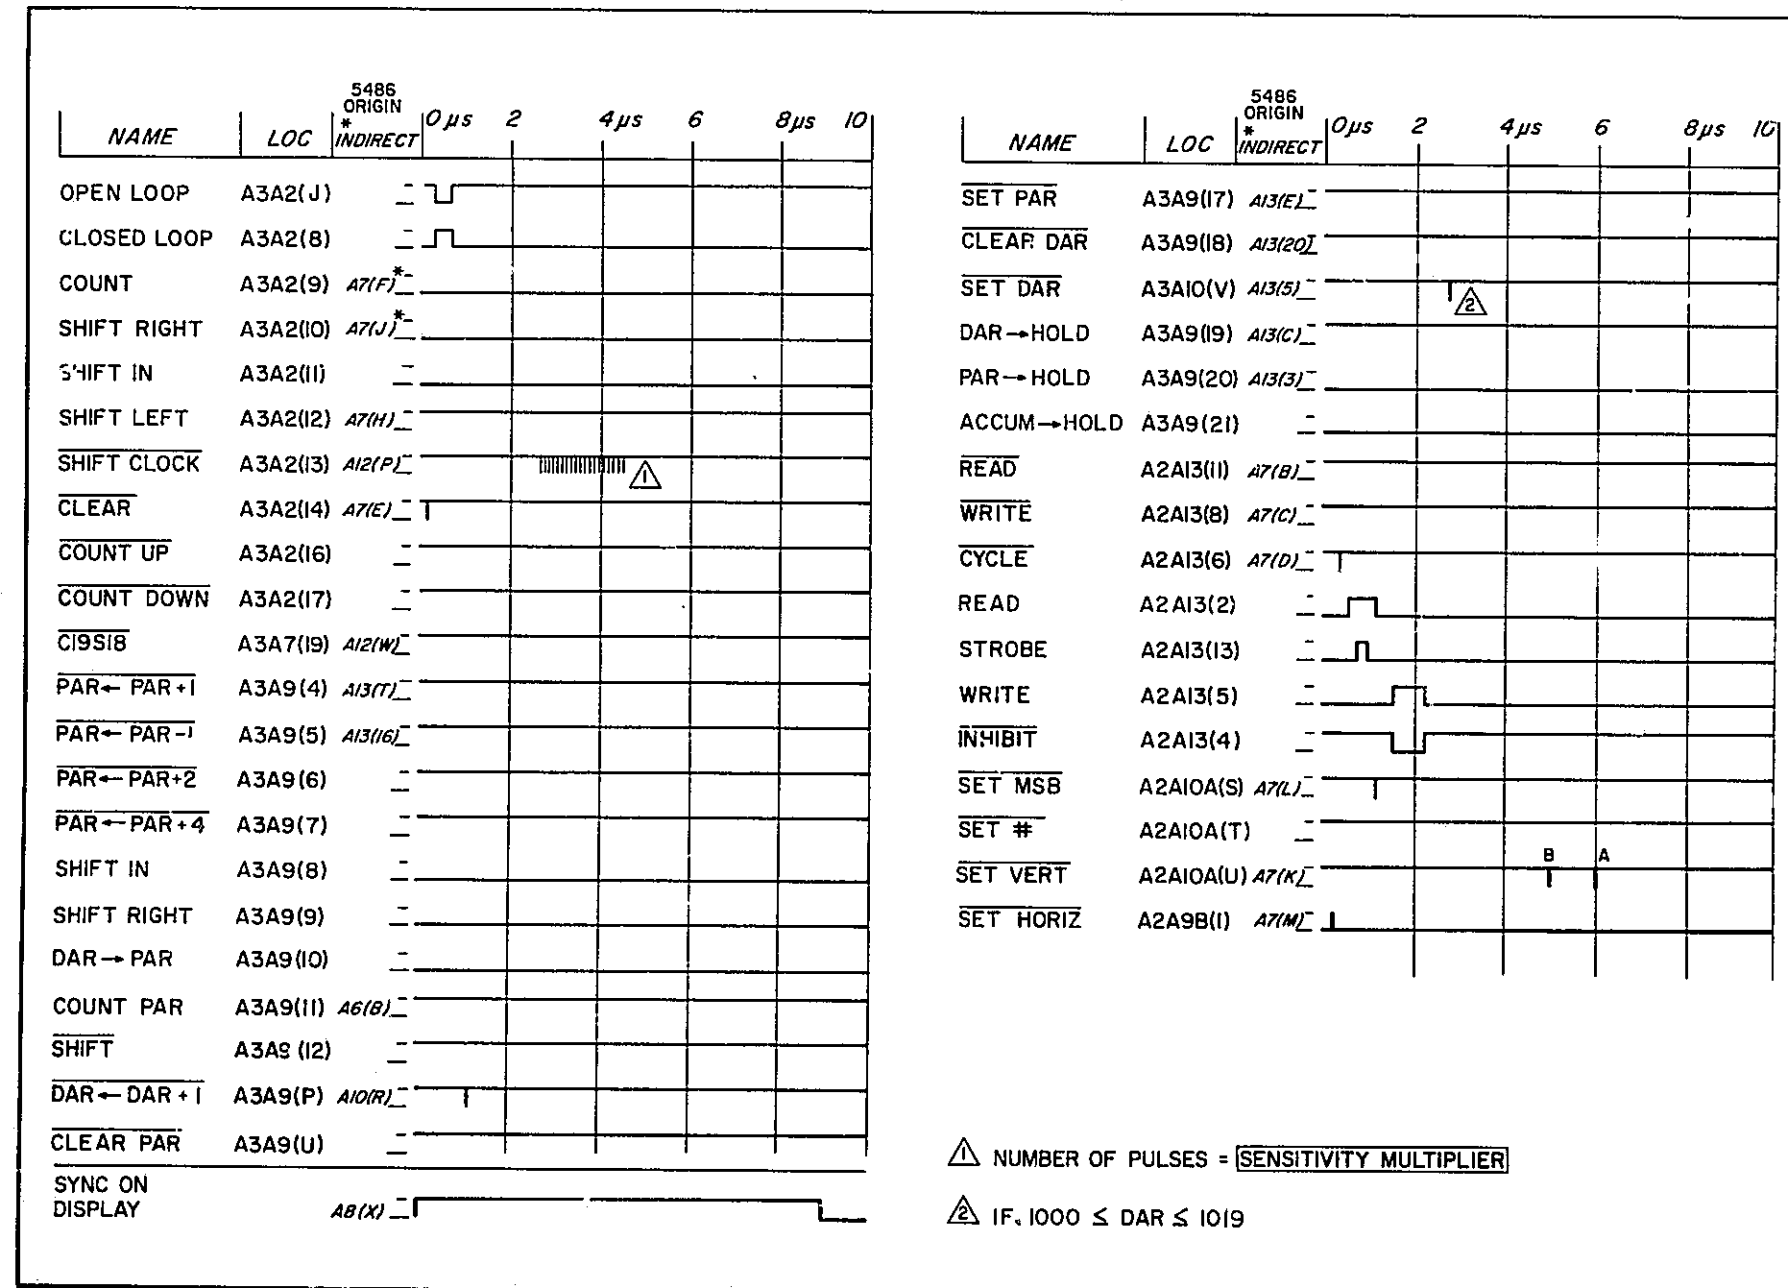 5486
ORIGIN
*
NAME LOC INDIRECT 0 µs 2 4 µs 6 8 µs 10
OPEN LOOP A3A2(J)
CLOSED LOOP A3A2(8)
COUNT A3A2(9) A7(F)*
SHIFT RIGHT A3A2(10) A7(J)*
SHIFT IN A3A2(11)
SHIFT LEFT A3A2(12) A7(H)
SHIFT CLOCK A3A2(13) A12(P) 1
CLEAR A3A2(14) A7(E)
COUNT UP A3A2(16)
COUNT DOWN A3A2(17)
C19S18 A3A7(19) A12(W)
PAR← PAR+1 A3A9(4) A13(T)
PAR← PAR-1 A3A9(5) A13(16)
PAR← PAR+2 A3A9(6)
PAR←PAR+4 A3A9(7)
SHIFT IN A3A9(8)
SHIFT RIGHT A3A9(9)
DAR→ PAR A3A9(10)
COUNT PAR A3A9(11) A6(B)
SHIFT A3A9 (12)
DAR← DAR+1 A3A9(P) A10(R)
CLEAR PAR A3A9(U)
SYNC ON
DISPLAY A8(X)
5486
ORIGIN
*
NAME LOC INDIRECT 0µs 2 4µs 6 8µs 10
SET PAR A3A9(17) A13(E)
CLEAR DAR A3A9(18) A13(20)
SET DAR A3A10(V) A13(5) 2
DAR→HOLD A3A9(19) A13(C)
PAR→HOLD A3A9(20) A13(3)
ACCUM→HOLD A3A9(21)
READ A2A13(11) A7(B)
WRITE A2A13(8) A7(C)
CYCLE A2A13(6) A7(D)
READ A2A13(2)
STROBE A2A13(13)
WRITE A2A13(5)
INHIBIT A2A13(4)
SET MSB A2A10A(S) A7(L)
SET # A2A10A(T)
B A
SET VERT A2A10A(U) A7(K)
SET HORIZ A2A9B(1) A7(M)
1 NUMBER OF PULSES = SENSITIVITY MULTIPLIER
2 IF. 1000 ≤ DAR ≤ 1019